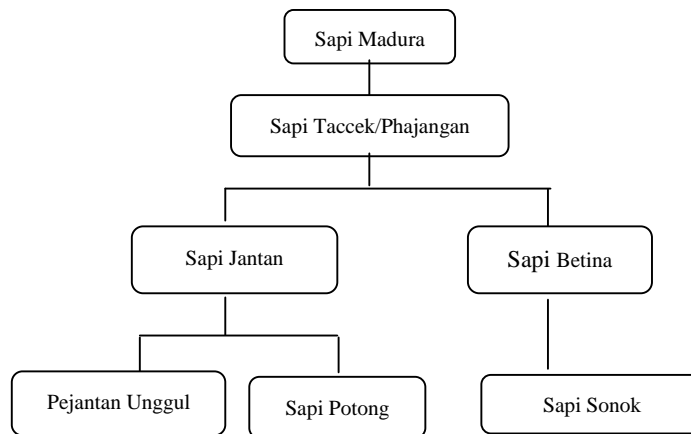 Sapi Madura
Sapi Taccek/Phajangan
Sapi Jantan
Sapi Betina
Pejantan Unggul
Sapi Potong
Sapi Sonok